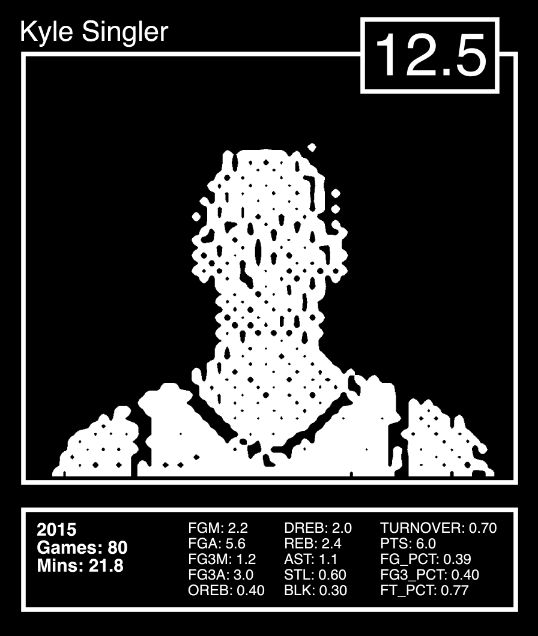 Kyle Singler
12.5
2015
Games: 80
Mins: 21.8
FGM: 2.2
FGA: 5.6
FG3M: 1.2
FG3A: 3.0
OREB: 0.40
DREB: 2.0
REB: 2.4
AST: 1.1
STL: 0.60
BLK: 0.30
TURNOVER: 0.70
PTS: 6.0
FG_PCT: 0.39
FG3_PCT: 0.40
FT_PCT: 0.77